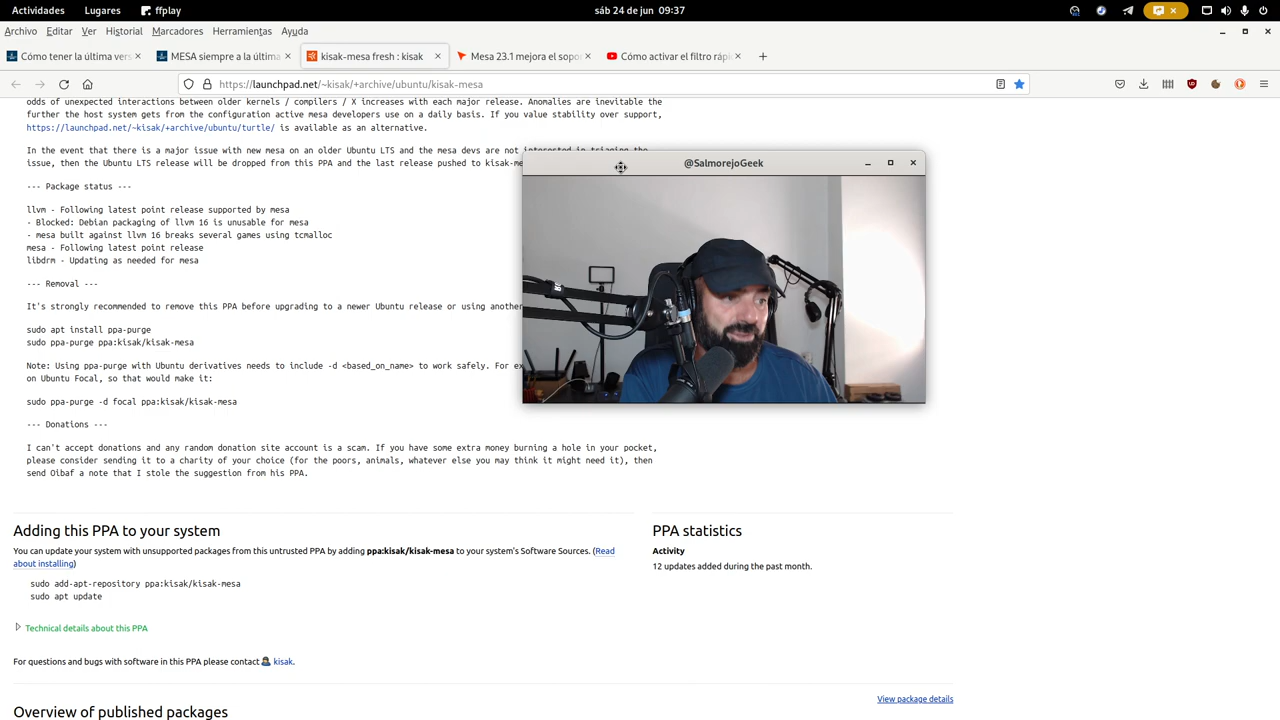 Actividades Lugares ffplay sáb 24 de jun 09:37
Archivo Editar Ver Historial Marcadores Herramientas Ayuda
Cómo tener la última vers MESA siempre a la última kisak-mesa fresh : kisak Mesa 23.1 mejora el sopo Cómo activar el filtro rápi
https://launchpad.net/~kisak/+archive/ubuntu/kisak-mesa
odds of unexpected interactions between older kernels / compilers / X increases with each major release. Anomalies are inevitable the
further the host system gets from the configuration active mesa developers use on a daily basis. If you value stability over support,
https://launchpad.net/~kisak/+archive/ubuntu/turtle/ is available as an alternative.
In the event that there is a major issue with new mesa on an older Ubuntu LTS and the mesa devs are not interested in triaging the
issue, then the Ubuntu LTS release will be dropped from this PPA and the last release pushed to kisak-me
@SalmorejoGeek
--- Package status ---
llvm - Following latest point release supported by mesa
- Blocked: Debian packaging of llvm 16 is unusable for mesa
- mesa built against llvm 16 breaks several games using tcmalloc
mesa - Following latest point release
libdrm - Updating as needed for mesa
--- Removal ---
It's strongly recommended to remove this PPA before upgrading to a newer Ubuntu release or using another
sudo apt install ppa-purge
sudo ppa-purge ppa:kisak/kisak-mesa
Note: Using ppa-purge with Ubuntu derivatives needs to include -d <based_on_name> to work safely. For ex
on Ubuntu Focal, so that would make it:
sudo ppa-purge -d focal ppa:kisak/kisak-mesa
--- Donations ---
I can't accept donations and any random donation site account is a scam. If you have some extra money burning a hole in your pocket,
please consider sending it to a charity of your choice (for the poors, animals, whatever else you may think it might need it), then
send Oibaf a note that I stole the suggestion from his PPA.
Adding this PPA to your system
You can update your system with unsupported packages from this untrusted PPA by adding ppa:kisak/kisak-mesa to your system's Software Sources. (Read
about installing)
sudo add-apt-repository ppa:kisak/kisak-mesa
sudo apt update
Technical details about this PPA
For questions and bugs with software in this PPA please contact kisak.
PPA statistics
Activity
12 updates added during the past month.
View package details
Overview of published packages